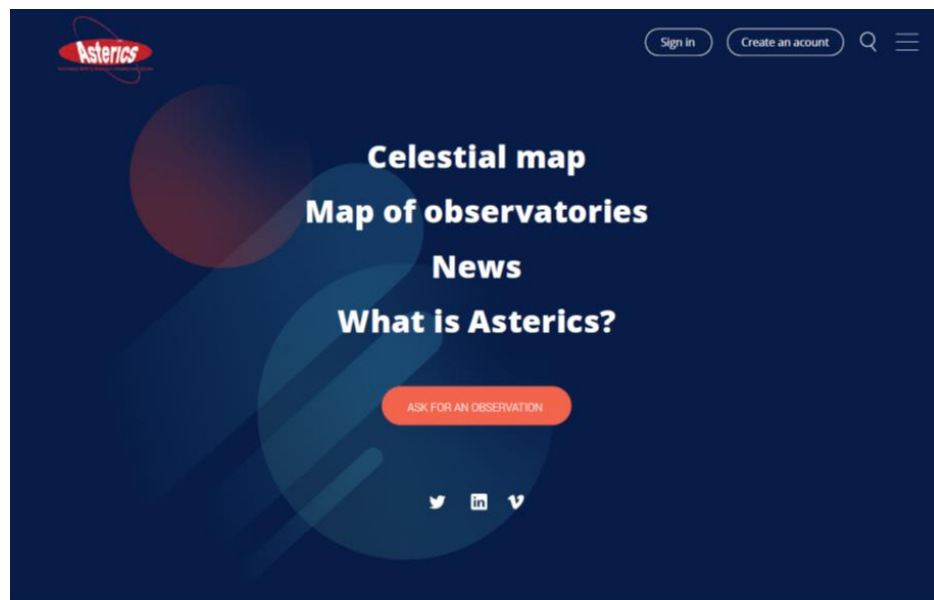 Asterics
Sign in
Create an acount
Celestial map
Map of observatories
News
What is Asterics?
ASK FOR AN OBSERVATION